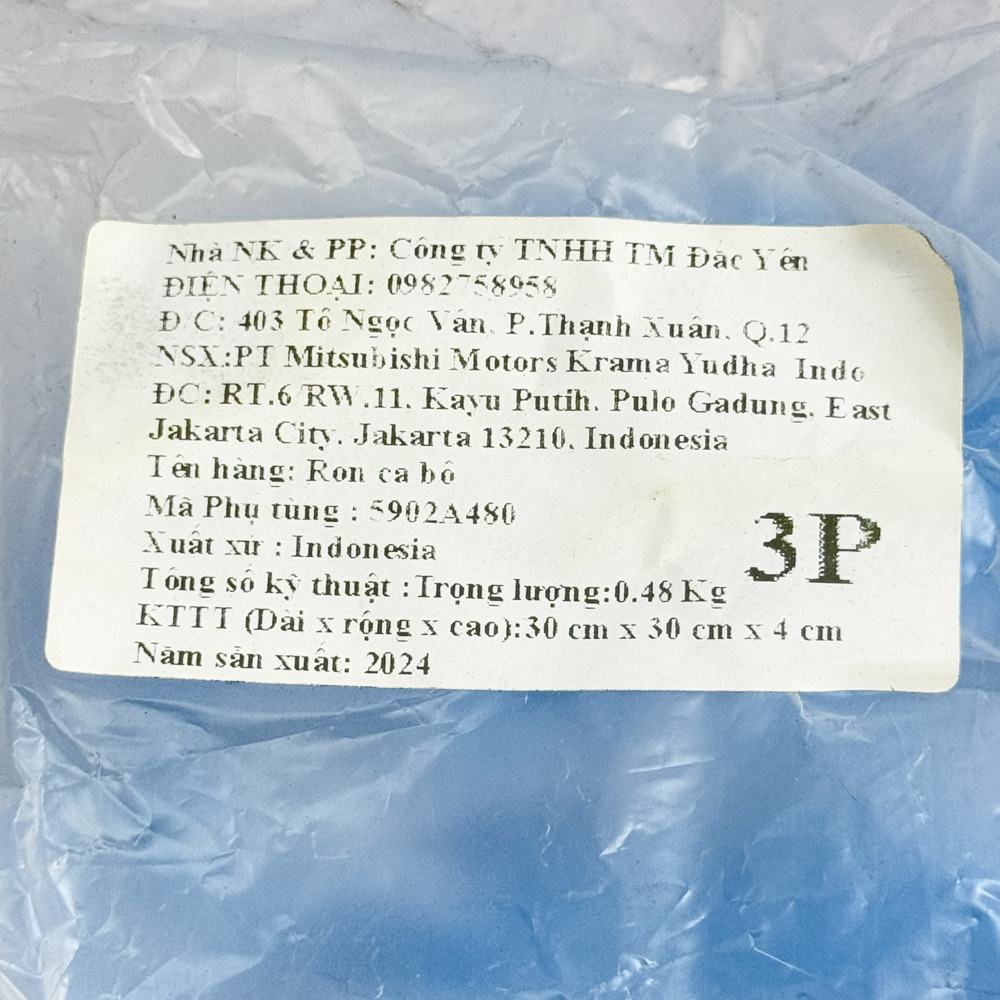 Nhà NK & PP: Công ty TNHH TM Đắc Yên
ĐIỆN THOẠI: 0982758958
Đ/C: 403 Tô Ngọc Vân, P.Thạnh Xuân, Q.12
NSX:PT Mitsubishi Motors Krama Yudha Indo
ĐC: RT.6/RW.11, Kayu Putih, Pulo Gadung, East
Jakarta City, Jakarta 13210, Indonesia
Tên hàng: Ron ca bô
Mã Phụ tùng : 5902A480
Xuất xứ : Indonesia
3P
Tổng số kỹ thuật :Trọng lượng:0.48 Kg
KTTT (Dài x rộng x cao):30 cm x 30 cm x 4 cm
Năm sản xuất: 2024